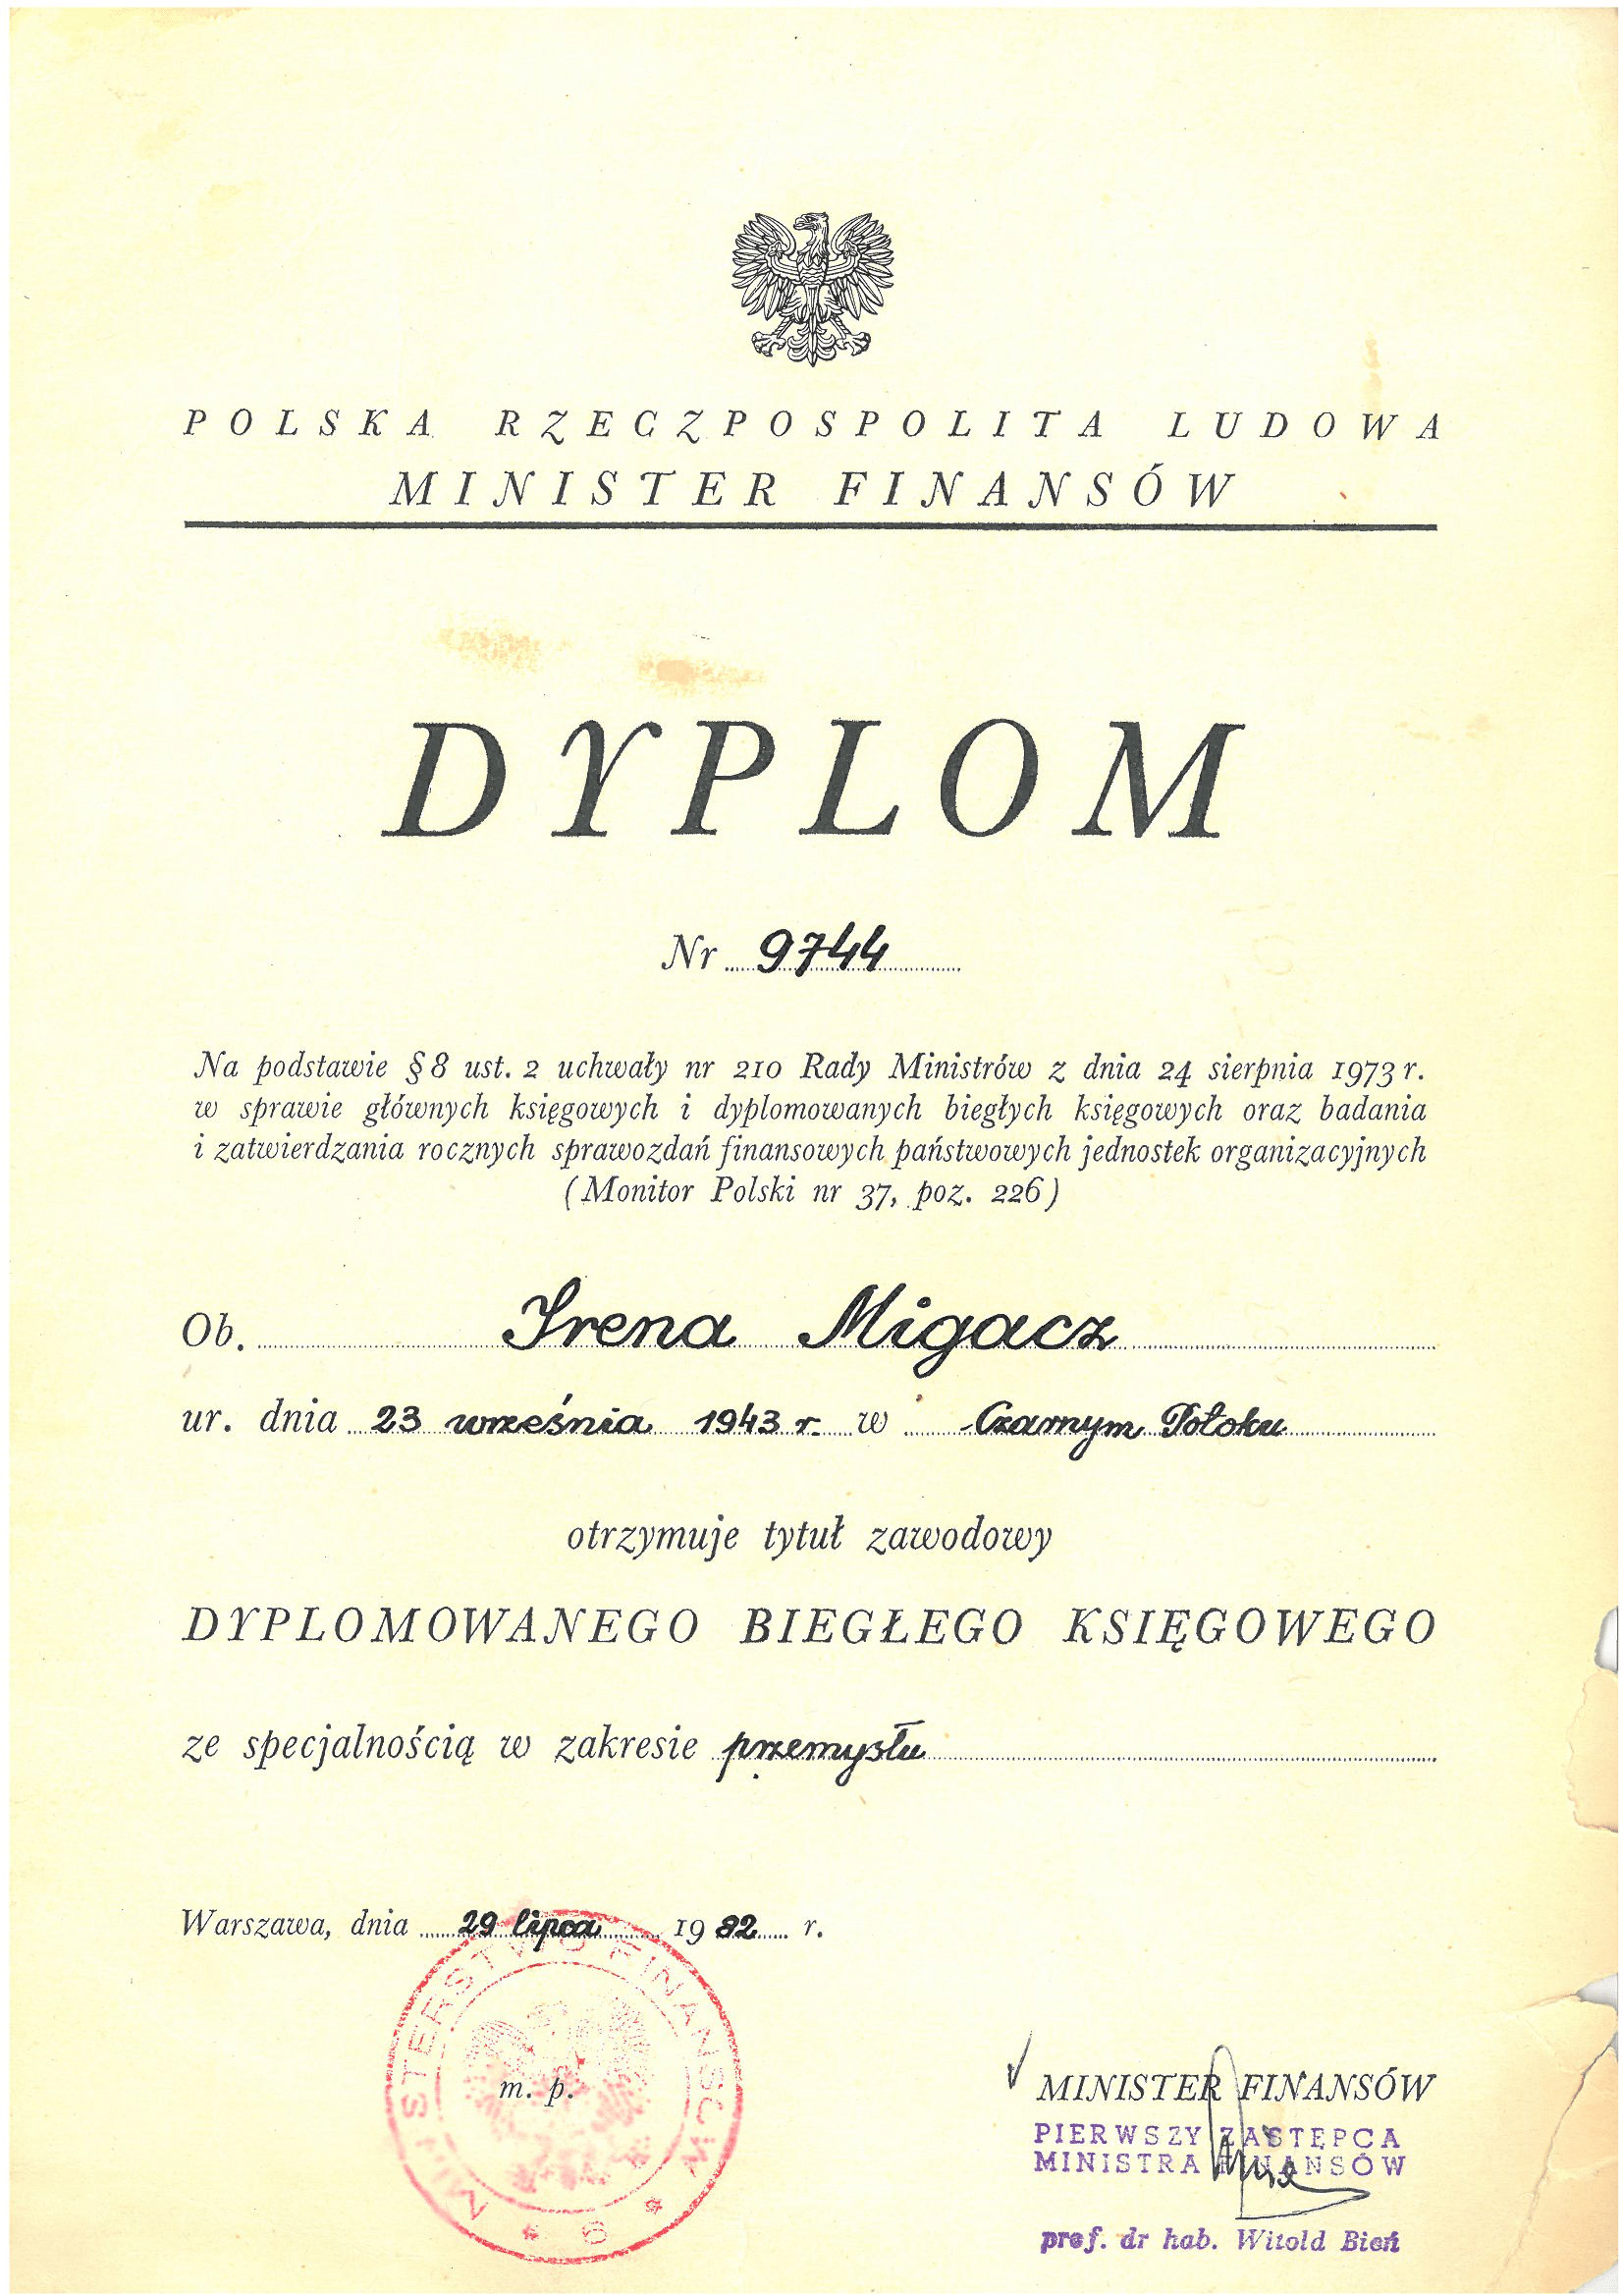 POLSKA RZECZPOSPOLITA LUDOWA
MINISTER FINANSÓW
DYPLOM
Nr 9744
Na podstawie § 8 ust. 2 uchwały nr 210 Rady Ministrów z dnia 24 sierpnia 1973 r.
w sprawie głównych księgowych i dyplomowanych biegłych księgowych oraz badania
i zatwierdzania rocznych sprawozdań finansowych państwowych jednostek organizacyjnych
(Monitor Polski nr 37, poz. 226)
Ob. Irena Migacz
ur. dnia 23 września 1943 r. w Czarnym Potoku
otrzymuje tytuł zawodowy
DYPLOMOWANEGO BIEGŁEGO KSIĘGOWEGO
ze specjalnością w zakresie przemysłu
Warszawa, dnia 29 lipca 1982 r.
MINISTERSTWO FINANSÓW
m. p.
6
MINISTER FINANSÓW
PIERWSZY ZASTĘPCA
MINISTRA FINANSÓW
prof. dr hab. Witold Bień